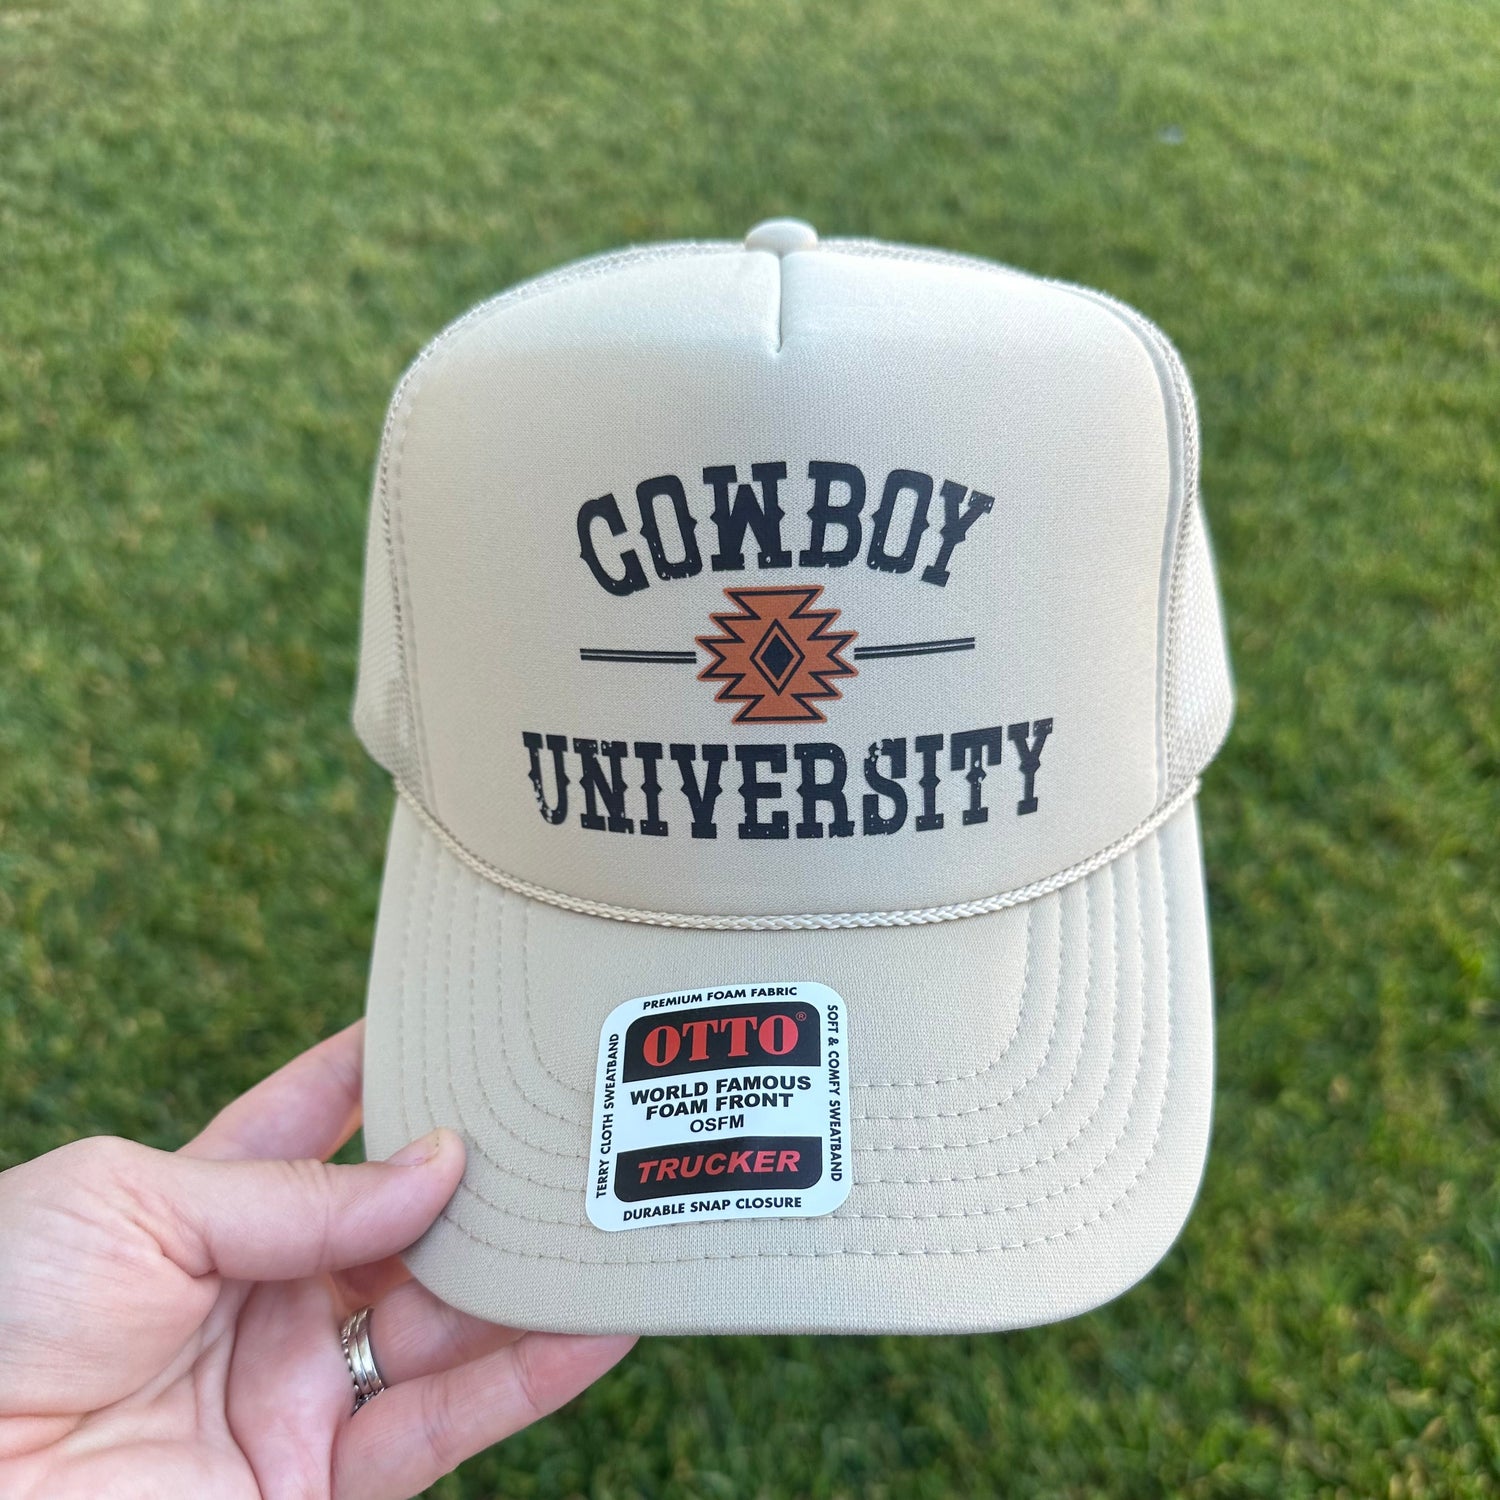 COWBOY
UNIVERSITY
PREMIUM FOAM FABRIC
OTTO®
WORLD FAMOUS
FOAM FRONT
OSFM
TRUCKER
DURABLE SNAP CLOSURE
TERRY CLOTH SWEATBAND
SOFT & COMFY SWEATBAND